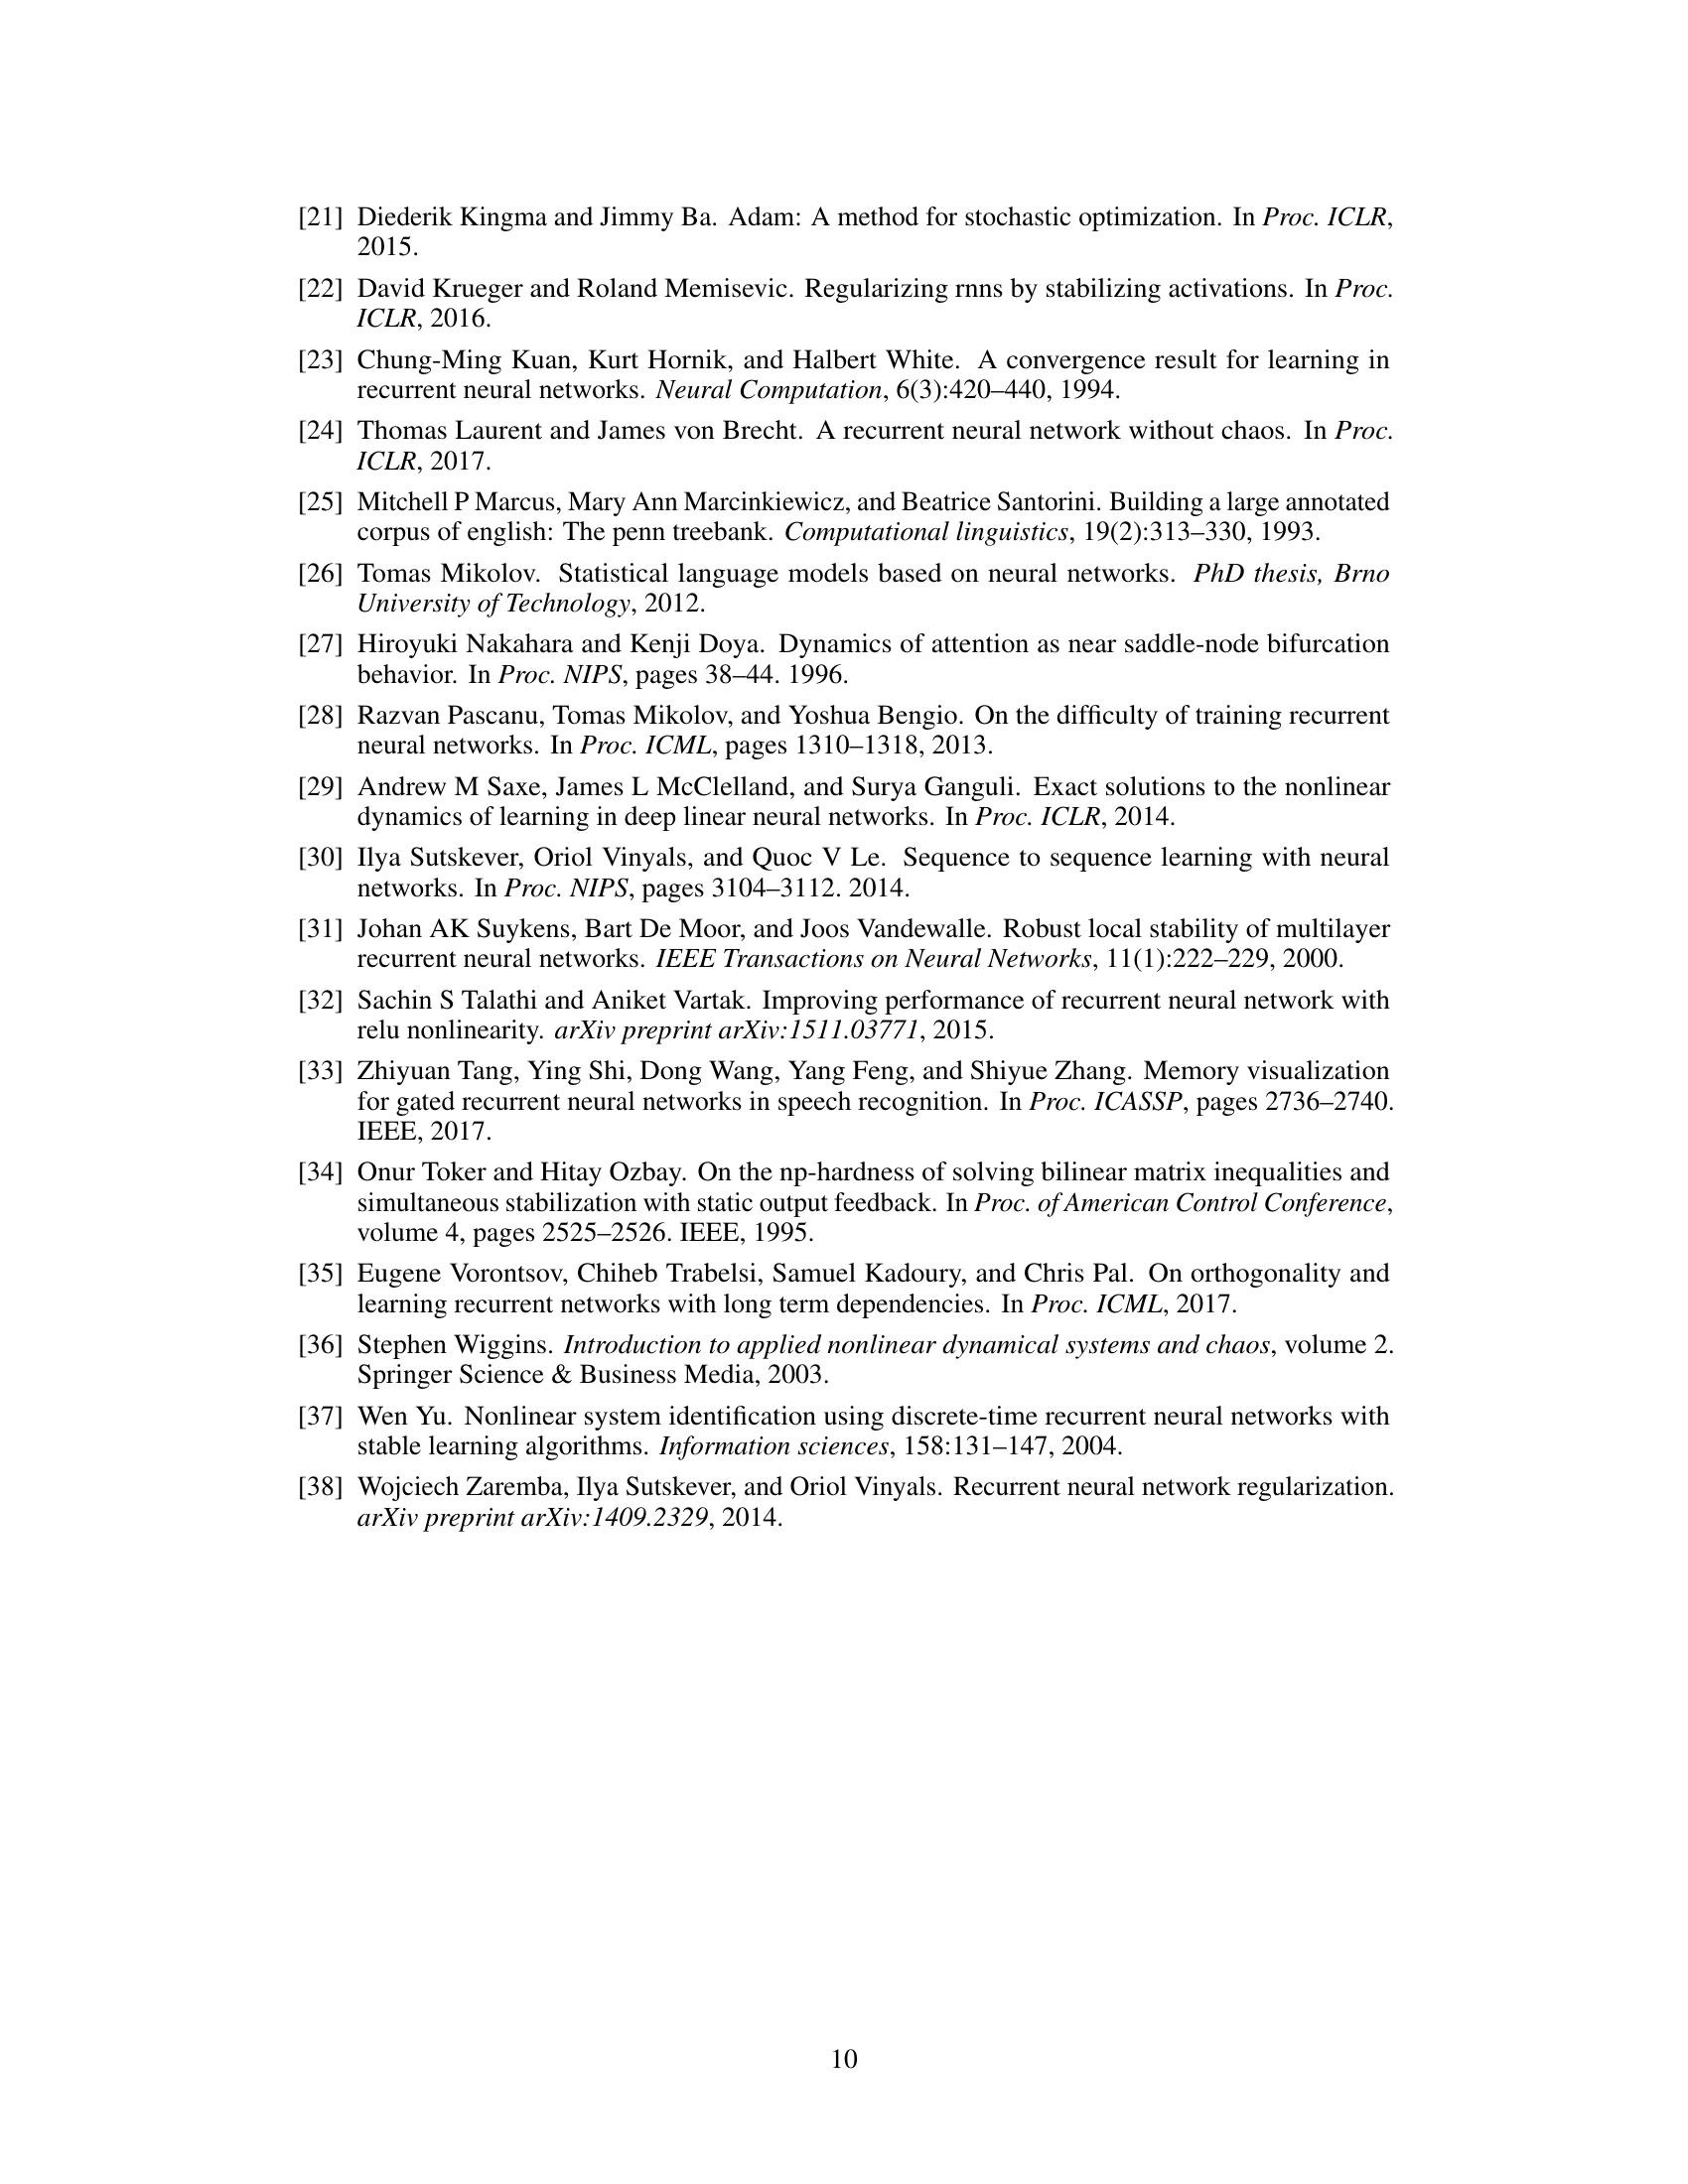 [21] Diederik Kingma and Jimmy Ba. Adam: A method for stochastic optimization. In Proc. ICLR,
2015.
[22] David Krueger and Roland Memisevic. Regularizing rnns by stabilizing activations. In Proc.
ICLR, 2016.
[23] Chung-Ming Kuan, Kurt Hornik, and Halbert White. A convergence result for learning in
recurrent neural networks. Neural Computation, 6(3):420–440, 1994.
[24] Thomas Laurent and James von Brecht. A recurrent neural network without chaos. In Proc.
ICLR, 2017.
[25] Mitchell P Marcus, Mary Ann Marcinkiewicz, and Beatrice Santorini. Building a large annotated
corpus of english: The penn treebank. Computational linguistics, 19(2):313–330, 1993.
[26] Tomas Mikolov. Statistical language models based on neural networks. PhD thesis, Brno
University of Technology, 2012.
[27] Hiroyuki Nakahara and Kenji Doya. Dynamics of attention as near saddle-node bifurcation
behavior. In Proc. NIPS, pages 38–44. 1996.
[28] Razvan Pascanu, Tomas Mikolov, and Yoshua Bengio. On the difficulty of training recurrent
neural networks. In Proc. ICML, pages 1310–1318, 2013.
[29] Andrew M Saxe, James L McClelland, and Surya Ganguli. Exact solutions to the nonlinear
dynamics of learning in deep linear neural networks. In Proc. ICLR, 2014.
[30] Ilya Sutskever, Oriol Vinyals, and Quoc V Le. Sequence to sequence learning with neural
networks. In Proc. NIPS, pages 3104–3112. 2014.
[31] Johan AK Suykens, Bart De Moor, and Joos Vandewalle. Robust local stability of multilayer
recurrent neural networks. IEEE Transactions on Neural Networks, 11(1):222–229, 2000.
[32] Sachin S Talathi and Aniket Vartak. Improving performance of recurrent neural network with
relu nonlinearity. arXiv preprint arXiv:1511.03771, 2015.
[33] Zhiyuan Tang, Ying Shi, Dong Wang, Yang Feng, and Shiyue Zhang. Memory visualization
for gated recurrent neural networks in speech recognition. In Proc. ICASSP, pages 2736–2740.
IEEE, 2017.
[34] Onur Toker and Hitay Ozbay. On the np-hardness of solving bilinear matrix inequalities and
simultaneous stabilization with static output feedback. In Proc. of American Control Conference,
volume 4, pages 2525–2526. IEEE, 1995.
[35] Eugene Vorontsov, Chiheb Trabelsi, Samuel Kadoury, and Chris Pal. On orthogonality and
learning recurrent networks with long term dependencies. In Proc. ICML, 2017.
[36] Stephen Wiggins. Introduction to applied nonlinear dynamical systems and chaos, volume 2.
Springer Science & Business Media, 2003.
[37] Wen Yu. Nonlinear system identification using discrete-time recurrent neural networks with
stable learning algorithms. Information sciences, 158:131–147, 2004.
[38] Wojciech Zaremba, Ilya Sutskever, and Oriol Vinyals. Recurrent neural network regularization.
arXiv preprint arXiv:1409.2329, 2014.
10